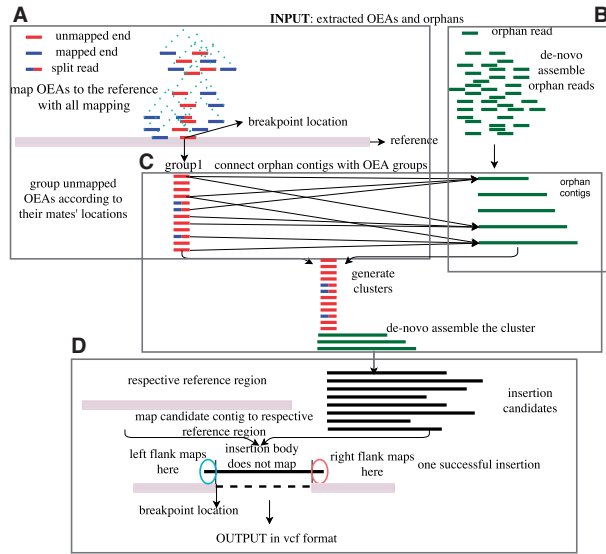 A
INPUT: extracted OEAs and orphans
B
unmapped end
mapped end
split read
map OEAs to the reference
with all mapping
breakpoint location
reference
orphan read
de-novo
assemble
orphan reads
C
group1
connect orphan contigs with OEA groups
group unmapped
OEAs according to
their mates' locations
orphan
contigs
generate
clusters
de-novo assemble the cluster
D
respective reference region
insertion
candidates
map candidate contig to respective
reference region
left flank maps
here
insertion body
does not map
right flank maps
here
one successful insertion
breakpoint location
OUTPUT in vcf format